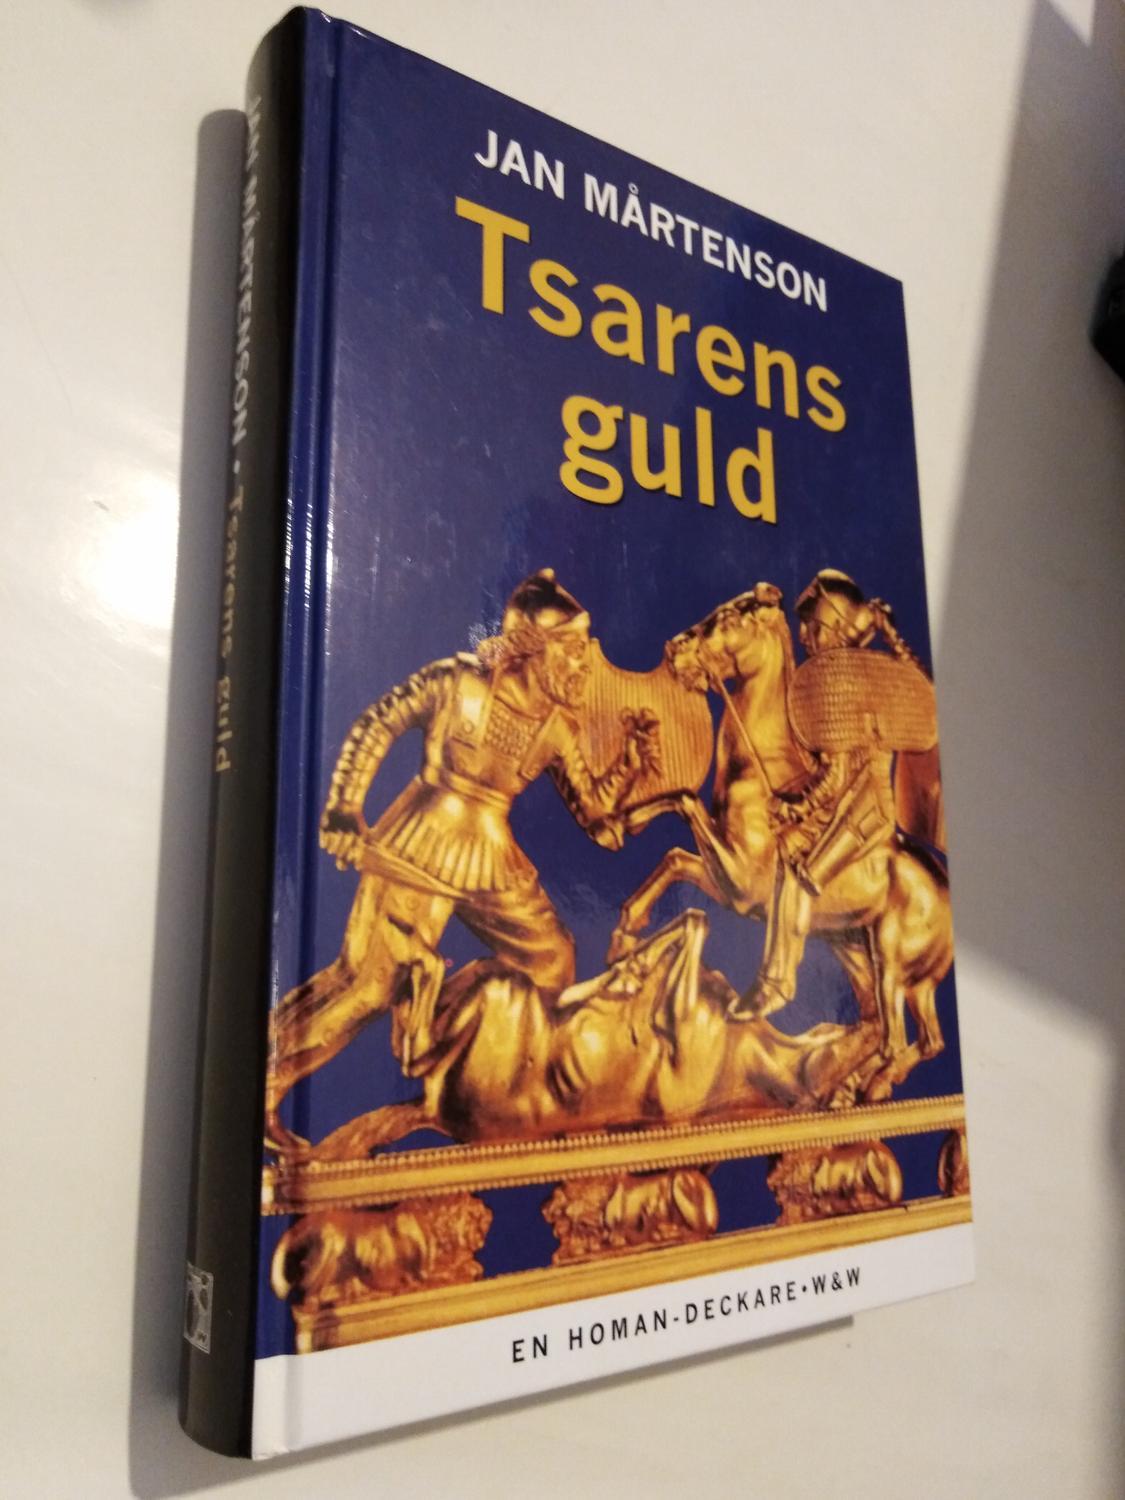 JAN MÅRTENSON
Tsarens
guld
EN HOMAN-DECKARE•W&W
JAN MÅRTENSON • Tsarens guld